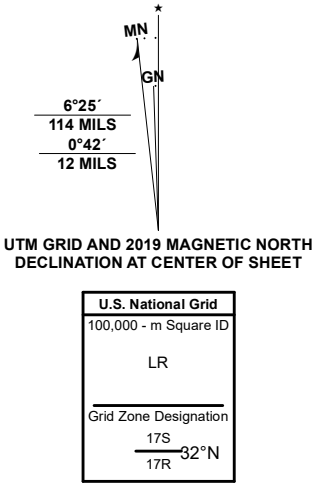 ★
MN
GN
6°25´
114 MILS
0°42´
12 MILS
UTM GRID AND 2019 MAGNETIC NORTH
DECLINATION AT CENTER OF SHEET
U.S. National Grid
100,000 - m Square ID
LR
Grid Zone Designation
17S
32°N
17R